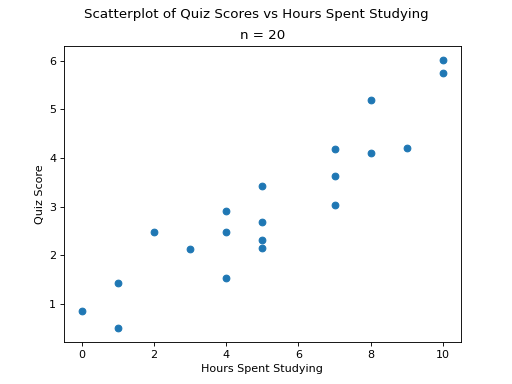 Scatterplot of Quiz Scores vs Hours Spent Studying
n = 20
6
5
4
3
2
1
Quiz Score
0 2 4 6 8 10
Hours Spent Studying